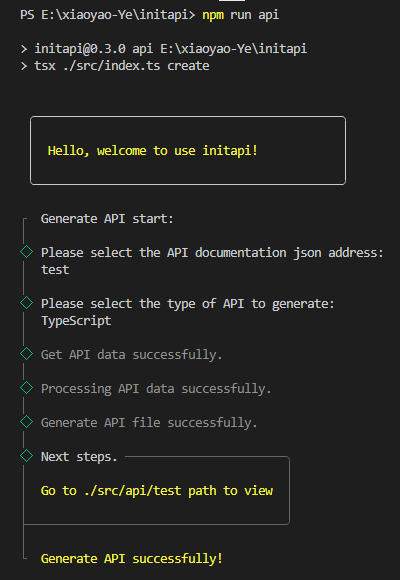 PS E:\xiaoyao-Ye\initapi> npm run api
> initapi@0.3.0 api E:\xiaoyao-Ye\initapi
> tsx ./src/index.ts create
Hello, welcome to use initapi!
Generate API start:
Please select the API documentation json address:
test
Please select the type of API to generate:
TypeScript
Get API data successfully.
Processing API data successfully.
Generate API file successfully.
Next steps.
Go to ./src/api/test path to view
Generate API successfully!